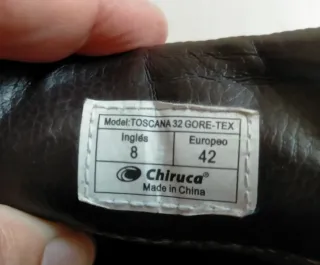 Model:TOSCANA 32 GORE-TEX
Inglés Europeo
8 42
Chiruca®
Made in China